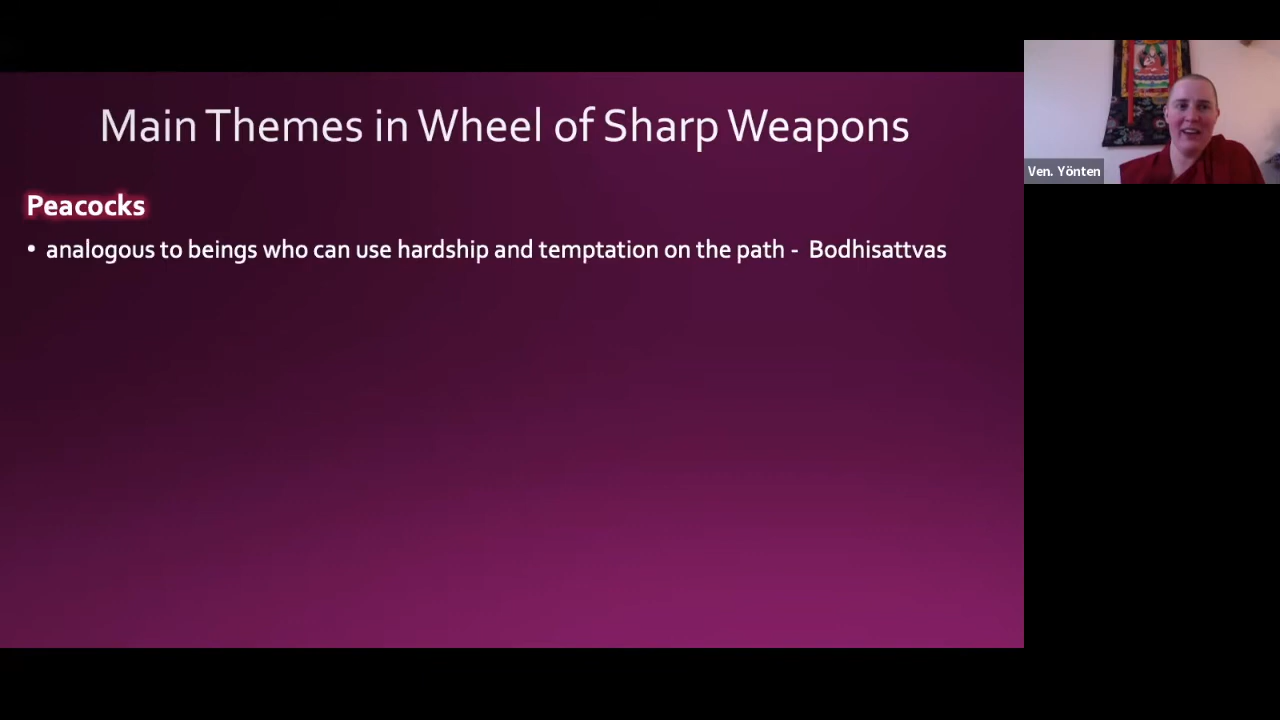 Main Themes in Wheel of Sharp Weapons
Peacocks
• analogous to beings who can use hardship and temptation on the path - Bodhisattvas
Ven. Yönten